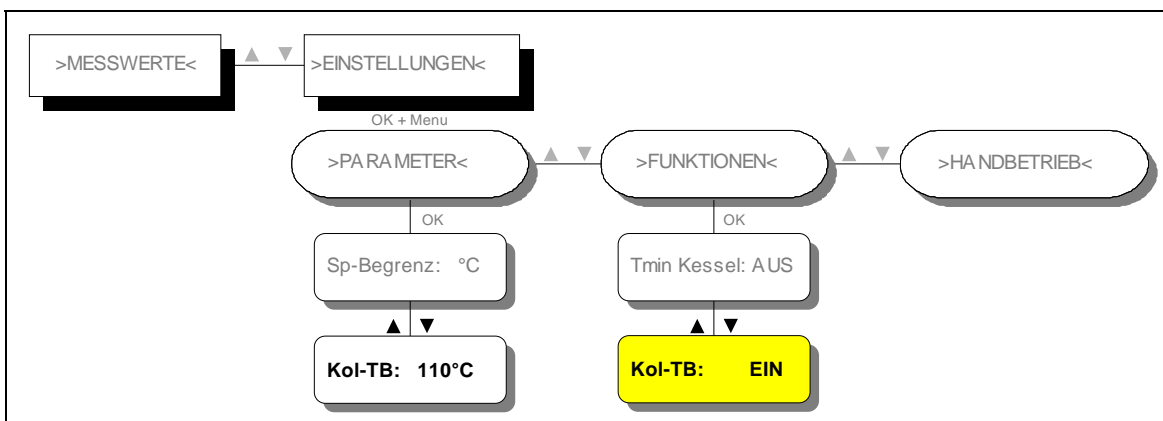 >MESSWERTE< ▲ ▼ >EINSTELLUNGEN<
OK + Menu
>PARAMETER< ▲ ▼ >FUNKTIONEN< ▲ ▼ >HANDBETRIEB<
OK OK
Sp-Begrenz: °C Tmin Kessel: AUS
▲ ▼ ▲ ▼
Kol-TB: 110°C Kol-TB: EIN